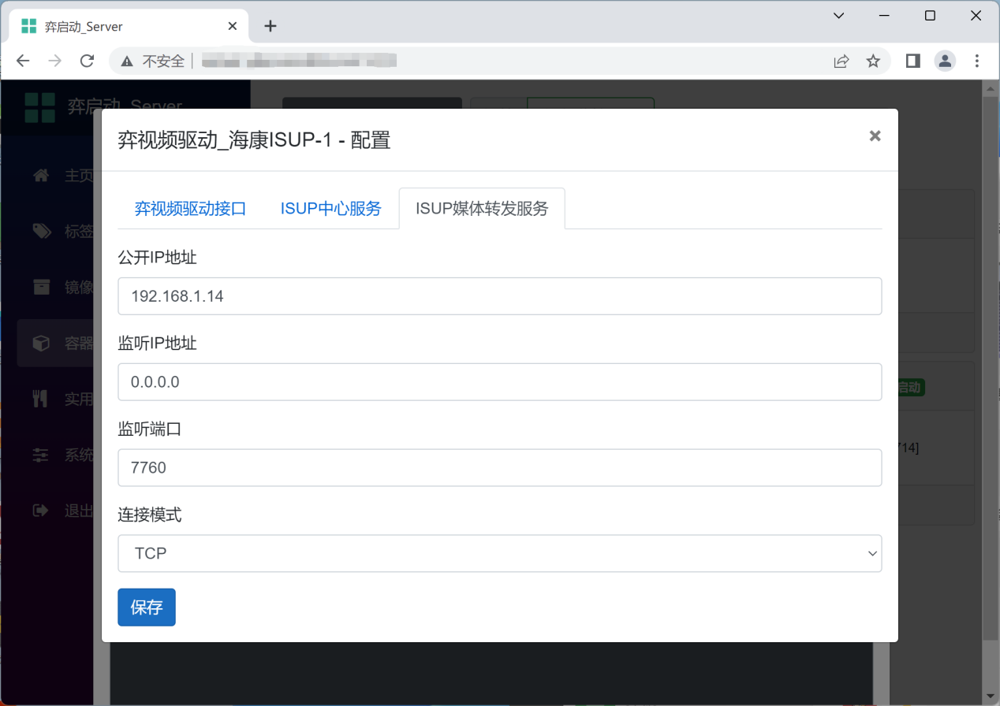 弈启动_Server
不安全
弈启动_Server
弈视频驱动_海康ISUP-1 - 配置
主页
弈视频驱动接口
ISUP中心服务
ISUP媒体转发服务
标签
公开IP地址
镜像
192.168.1.14
容器
监听IP地址
0.0.0.0
启动
实用
监听端口
714]
系统
7760
退出
连接模式
TCP
保存